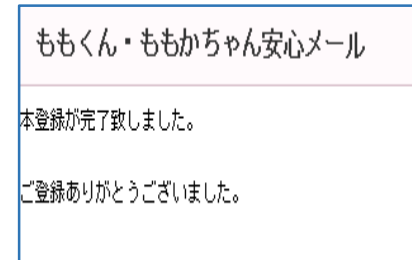 ももくん・ももかちゃん安心メール
本登録が完了致しました。
ご登録ありがとうございました。